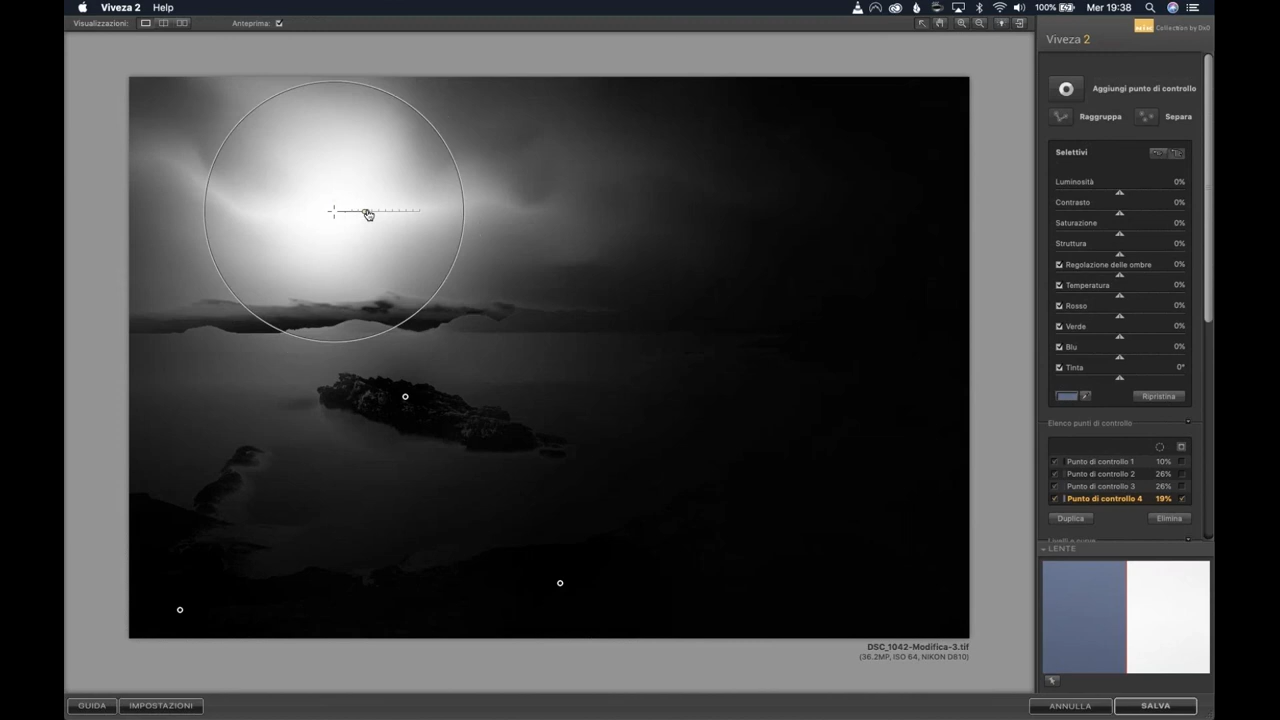 Viveza 2 Help 100% Mer 19:38
Visualizzazioni: Anteprima:
Collection by DxO
Viveza 2
Aggiungi punto di controllo
Raggruppa Separa
Selettivi
Luminosità 0%
Contrasto 0%
Saturazione 0%
Struttura 0%
Regolazione delle ombre 0%
Temperatura 0%
Rosso 0%
Verde 0%
Blu 0%
Tinta 0°
Ripristina
Elenco punti di controllo
Punto di controllo 1 10%
Punto di controllo 2 26%
Punto di controllo 3 26%
Punto di controllo 4 19%
Duplica Elimina
Livelli e curve
LENTE
DSC_1042-Modifica-3.tif
(36.2MP, ISO 64, NIKON D810)
GUIDA IMPOSTAZIONI ANNULLA SALVA